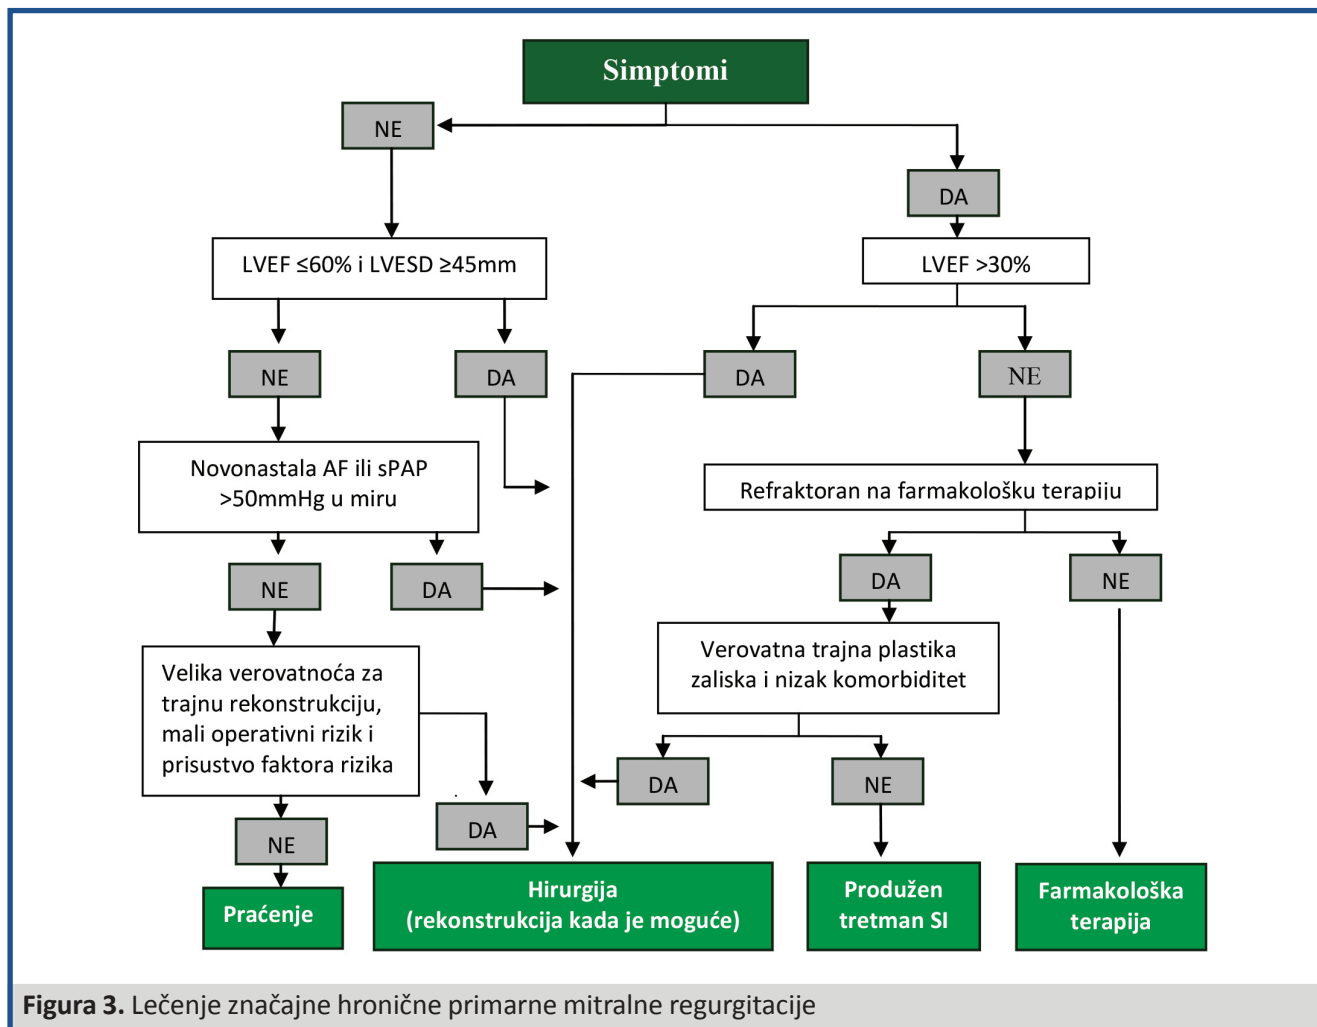 Simptomi
NE
DA
LVEF ≤60% i LVESD ≥45mm
LVEF >30%
NE
DA
DA
NE
Novonastala AF ili sPAP
>50mmHg u miru
Refraktoran na farmakološku terapiju
NE
DA
DA
NE
Velika verovatnoća za
trajnu rekonstrukciju,
mali operativni rizik i
prisustvo faktora rizika
Verovatna trajna plastika
zaliska i nizak komorbiditet
DA
NE
DA
NE
Praćenje
Hirurgija
(rekonstrukcija kada je moguće)
Produžen
tretman SI
Farmakološka
terapija
Figura 3. Lečenje značajne hronične primarne mitralne regurgitacije